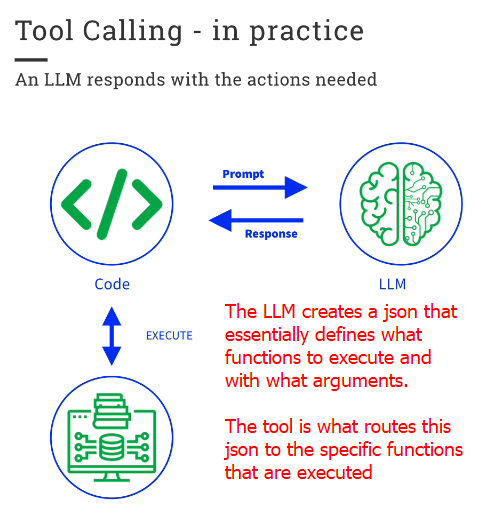 Tool Calling - in practice
An LLM responds with the actions needed
Prompt
Response
Code
LLM
EXECUTE
The LLM creates a json that
essentially defines what
functions to execute and
with what arguments.
The tool is what routes this
json to the specific functions
that are executed